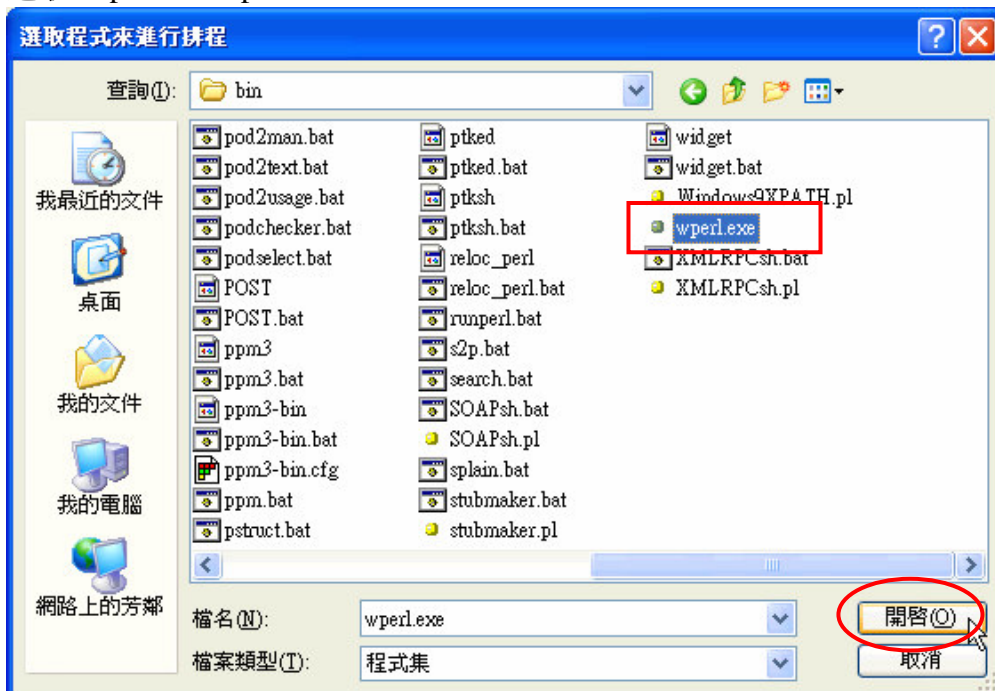 選取程式來進行排程
查詢(I):
bin
我最近的文件
桌面
我的文件
我的電腦
網路上的芳鄰
pod2man.bat
pod2text.bat
pod2usage.bat
podchecker.bat
podselect.bat
POST
POST.bat
ppm3
ppm3.bat
ppm3-bin
ppm3-bin.bat
ppm3-bin.cfg
ppm.bat
pstruct.bat
ptked
ptked.bat
ptksh
ptksh.bat
reloc_perl
reloc_perl.bat
runperl.bat
s2p.bat
search.bat
SOAPsh.bat
SOAPsh.pl
splain.bat
stubmaker.bat
stubmaker.pl
widget
widget.bat
Windows9XPATH.pl
wperl.exe
XMLRPCsh.bat
XMLRPCsh.pl
檔名(N):
wperl.exe
開啓(O)
檔案類型(T):
程式集
取消